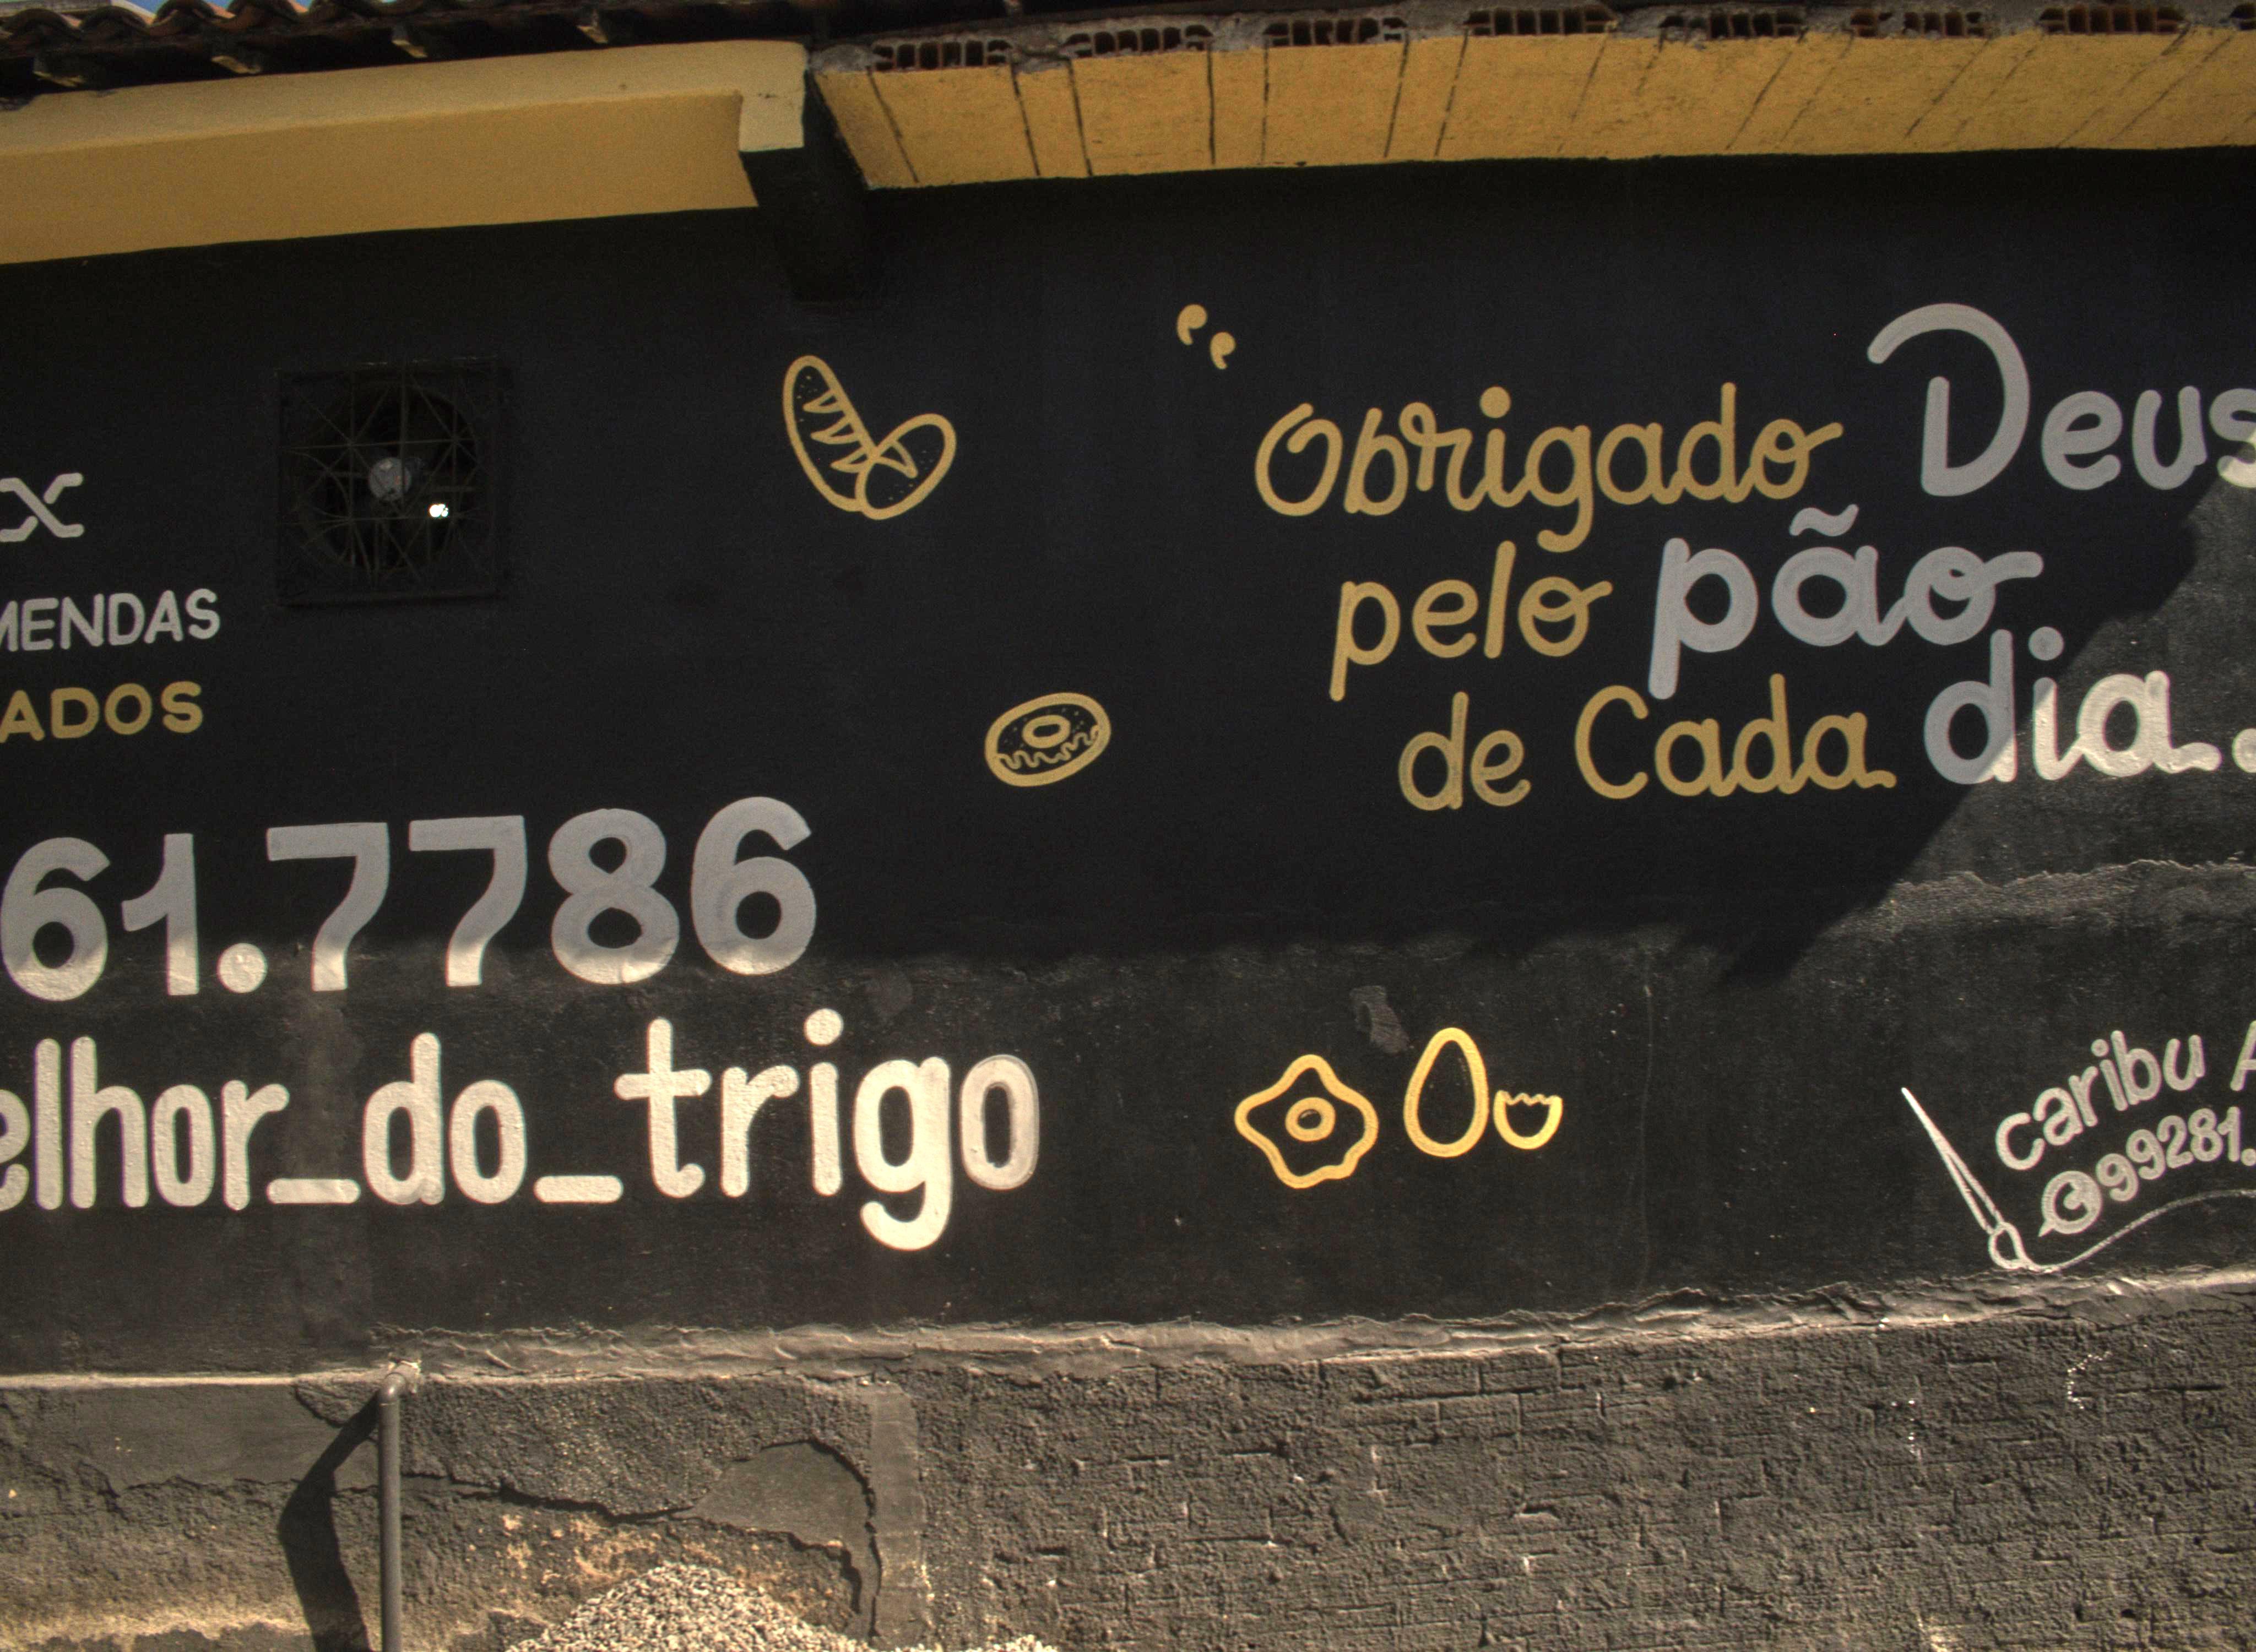 MENDAS
ADOS
61.7786
elhor_do_trigo
“Obrigado Deus
pelo pão
de Cada dia.
caribu A
99281.